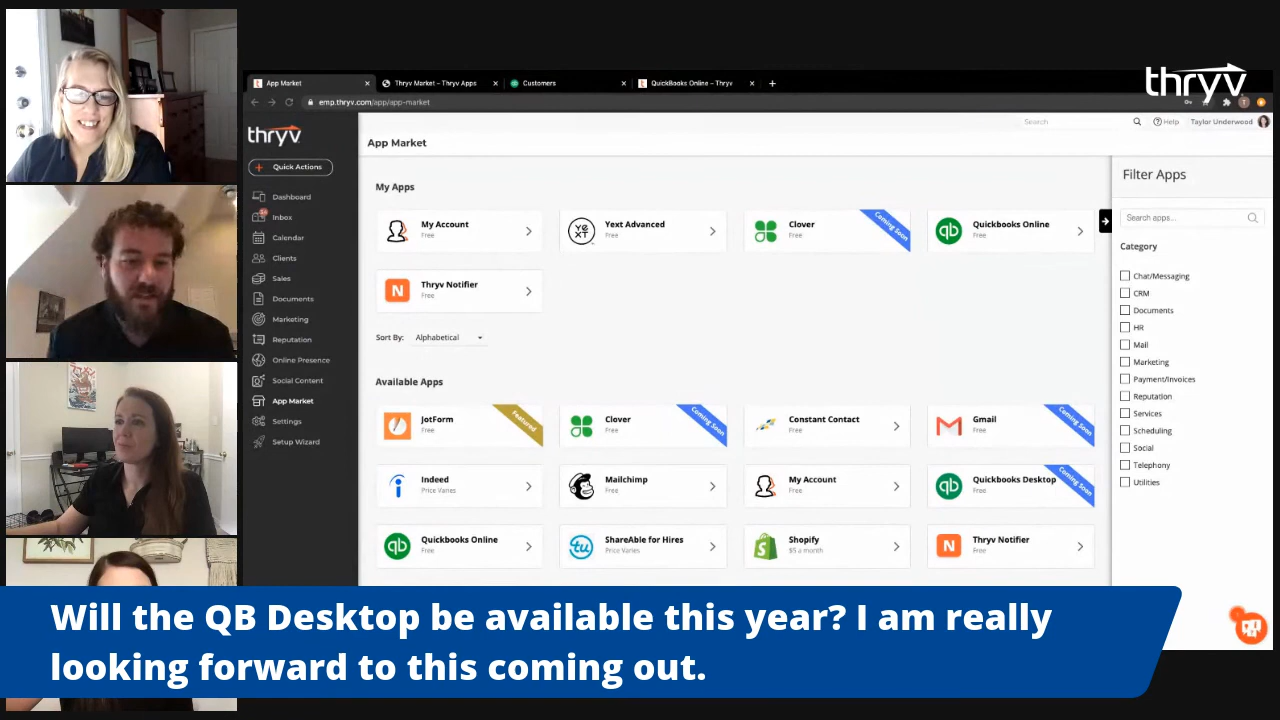 App Market
Thryv Market – Thryv Apps
Customers
QuickBooks Online – Thryv
thryv
emp.thryv.com/app/app-market
T
thryv
Search
Help
Taylor Underwood
Quick Actions
App Market
Dashboard
Inbox
Calendar
Clients
Sales
Documents
Marketing
Reputation
Online Presence
Social Content
App Market
Settings
Setup Wizard
My Apps
My Account
Free
YEXT
Yext Advanced
Free
Clover
Free
Coming Soon
qb
Quickbooks Online
Free
N
Thryv Notifier
Free
Sort By: Alphabetical
Available Apps
JotForm
Free
Featured
Clover
Free
Coming Soon
Constant Contact
Free
Gmail
Free
Coming Soon
Indeed
Price Varies
Mailchimp
Free
My Account
Free
qb
Quickbooks Desktop
Free
Coming Soon
qb
Quickbooks Online
Free
tu
ShareAble for Hires
Price Varies
Shopify
$5 a month
N
Thryv Notifier
Free
Filter Apps
Search apps...
Category
Chat/Messaging
CRM
Documents
HR
Mail
Marketing
Payment/Invoices
Reputation
Services
Scheduling
Social
Telephony
Utilities
Will the QB Desktop be available this year? I am really
looking forward to this coming out.